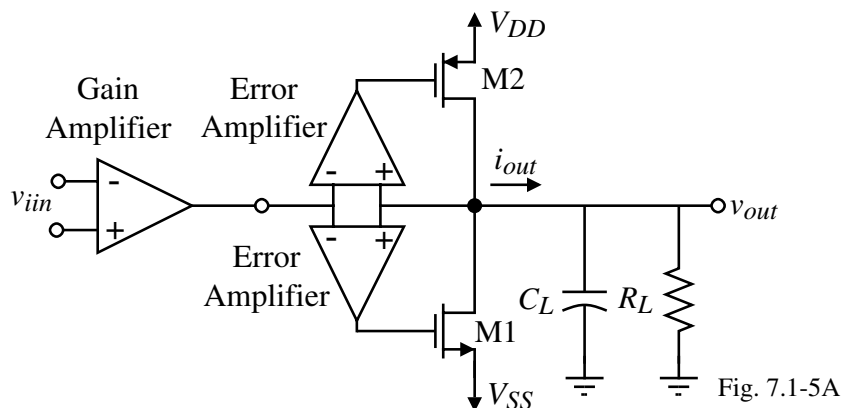 V_DD
M2
Gain
Amplifier
Error
Amplifier
-
+
i_out
v_iin
-
+
v_out
-
+
Error
Amplifier
C_L
R_L
M1
V_SS
Fig. 7.1-5A